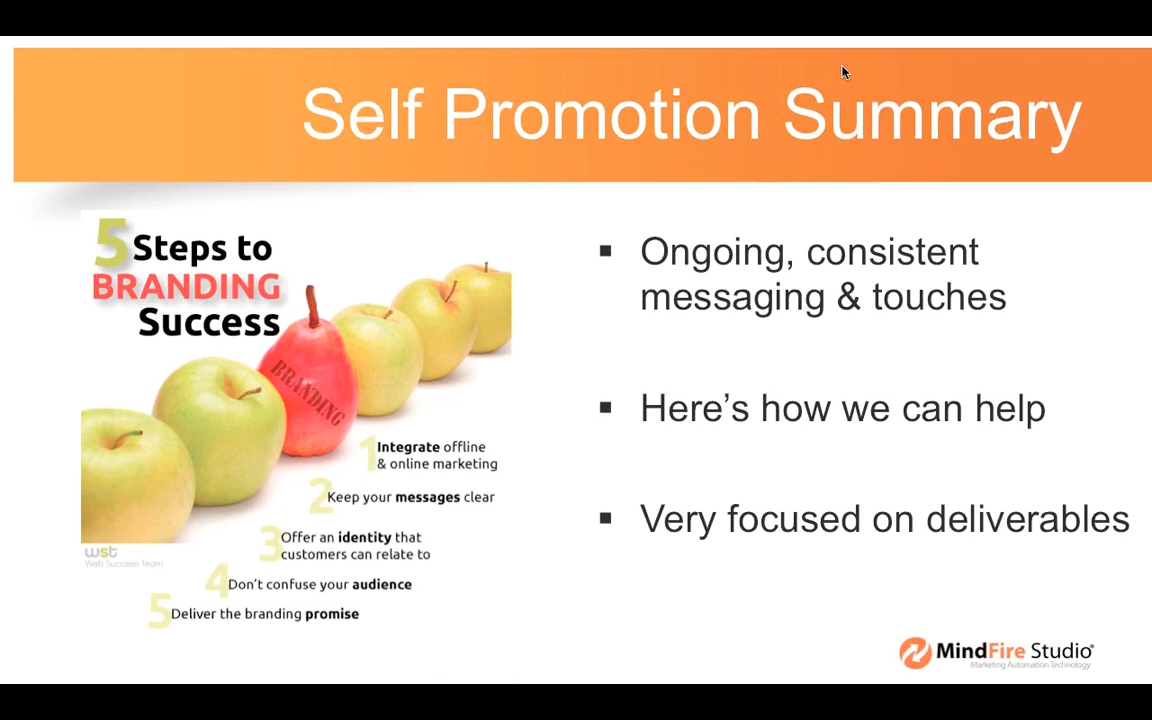 Self Promotion Summary
5 Steps to
BRANDING
Success
BRANDING
1 Integrate offline
& online marketing
2 Keep your messages clear
3 Offer an identity that
customers can relate to
4 Don't confuse your audience
5 Deliver the branding promise
wst
Web Success Team
▪ Ongoing, consistent
messaging & touches
▪ Here's how we can help
▪ Very focused on deliverables
MindFire Studio®
Marketing Automation Technology